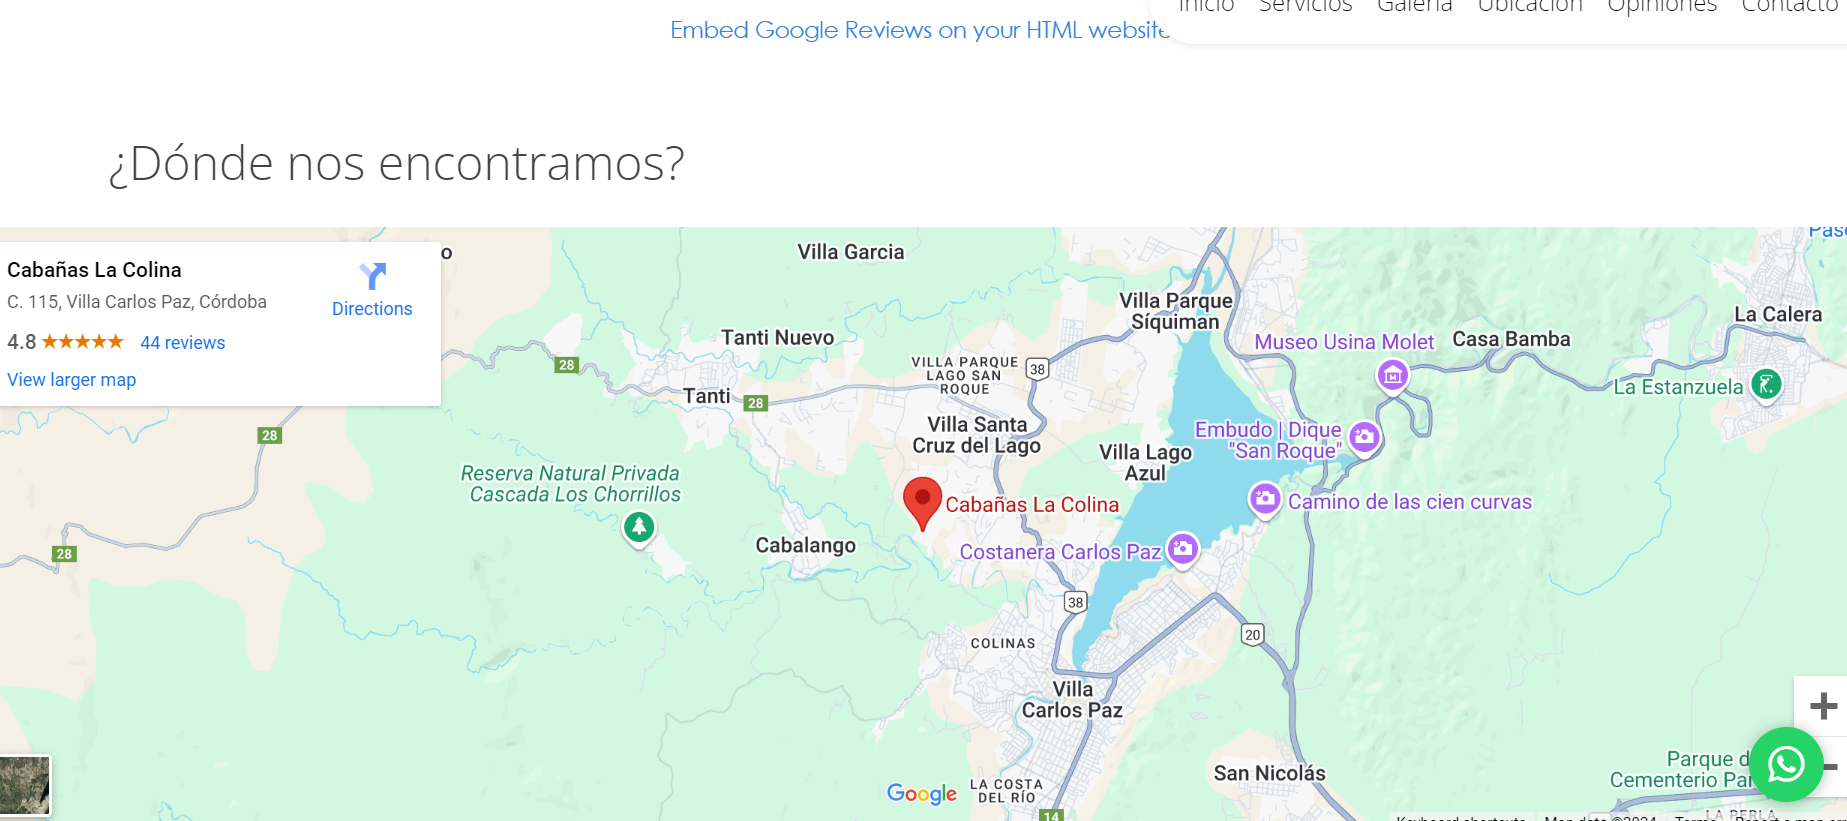 Inicio Servicios Galería Ubicación Opiniones Contacto
Embed Google Reviews on your HTML website
¿Dónde nos encontramos?
Cabañas La Colina
C. 115, Villa Carlos Paz, Córdoba
Directions
4.8 ★★★★★ 44 reviews
View larger map
o
Villa Garcia
Villa Parque
Síquiman
La Calera
Tanti Nuevo
Museo Usina Molet
Casa Bamba
VILLA PARQUE
LAGO SAN
ROQUE
38
28
La Estanzuela
Tanti
28
28
Villa Santa
Cruz del Lago
Embudo | Dique
"San Roque"
Villa Lago
Azul
Reserva Natural Privada
Cascada Los Chorrillos
Cabañas La Colina
Camino de las cien curvas
Cabalango
Costanera Carlos Paz
28
38
20
COLINAS
Villa
Carlos Paz
San Nicolás
Parque d
Cementerio Par
Google
LA COSTA
DEL RÍO
14
LA PERLA
Keyboard shortcuts Map data ©2024 Terms Report a map er